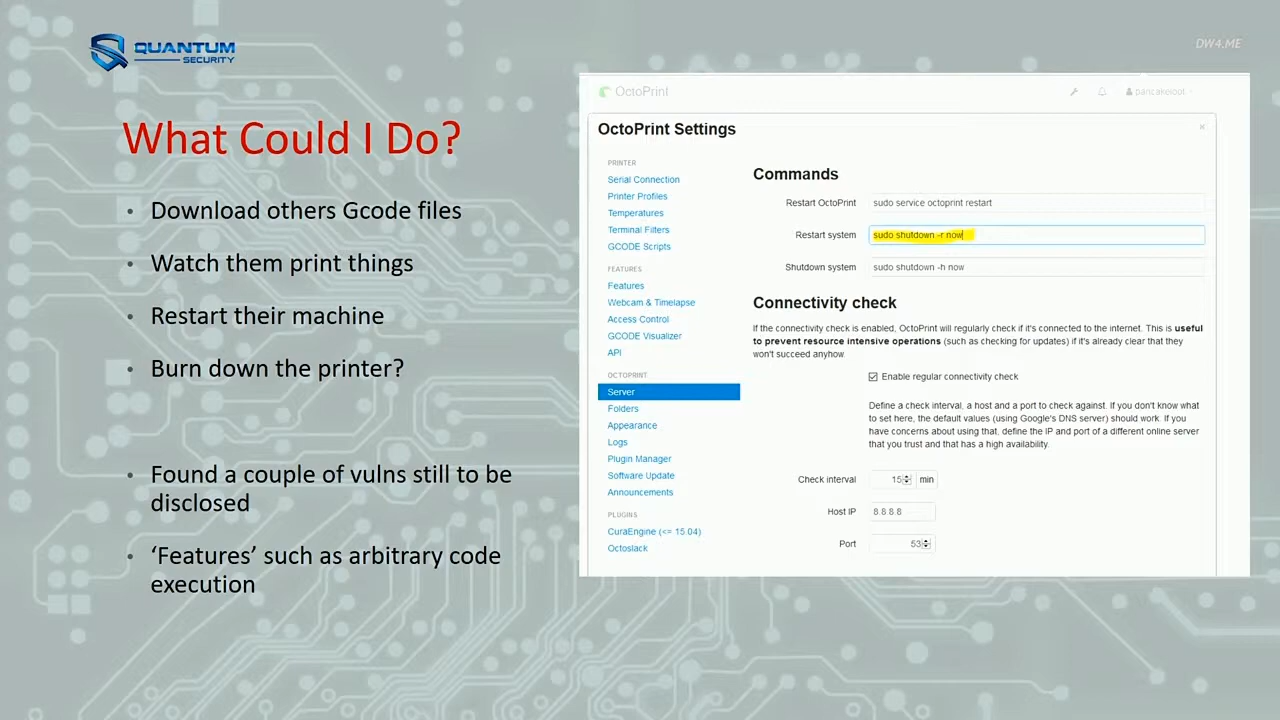 QUANTUM
SECURITY
DW4.ME
What Could I Do?
• Download others Gcode files
• Watch them print things
• Restart their machine
• Burn down the printer?
• Found a couple of vulns still to be
disclosed
• ‘Features’ such as arbitrary code
execution
OctoPrint
pancakeloot
OctoPrint Settings
×
PRINTER
Serial Connection
Printer Profiles
Temperatures
Terminal Filters
GCODE Scripts
FEATURES
Features
Webcam & Timelapse
Access Control
GCODE Visualizer
API
OCTOPRINT
Server
Folders
Appearance
Logs
Plugin Manager
Software Update
Announcements
PLUGINS
CuraEngine (<= 15.04)
Octoslack
Commands
Restart OctoPrint sudo service octoprint restart
Restart system sudo shutdown -r now
Shutdown system sudo shutdown -h now
Connectivity check
If the connectivity check is enabled, OctoPrint will regularly check if it's connected to the internet. This is useful
to prevent resource intensive operations (such as checking for updates) if it's already clear that they
won't succeed anyhow.
Enable regular connectivity check
Define a check interval, a host and a port to check against. If you don't know what
to set here, the default values (using Google's DNS server) should work. If you
have concerns about using that, define the IP and port of a different online server
that you trust and that has a high availability.
Check interval 15 min
Host IP 8.8.8.8
Port 53